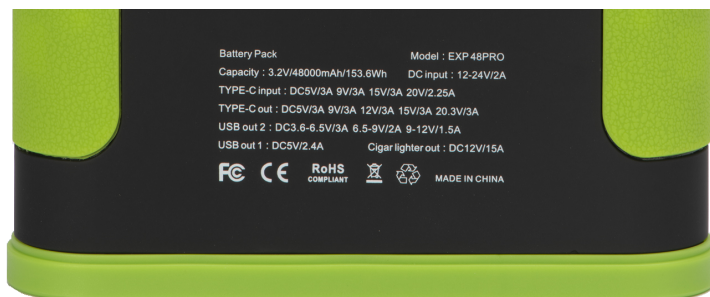 Battery Pack Model : EXP 48PRO
Capacity : 3.2V/48000mAh/153.6Wh DC input : 12-24V/2A
TYPE-C input : DC5V/3A 9V/3A 15V/3A 20V/2.25A
TYPE-C out : DC5V/3A 9V/3A 12V/3A 15V/3A 20.3V/3A
USB out 2 : DC3.6-6.5V/3A 6.5-9V/2A 9-12V/1.5A
USB out 1 : DC5V/2.4A Cigar lighter out : DC12V/15A
FC CE RoHS
COMPLIANT MADE IN CHINA